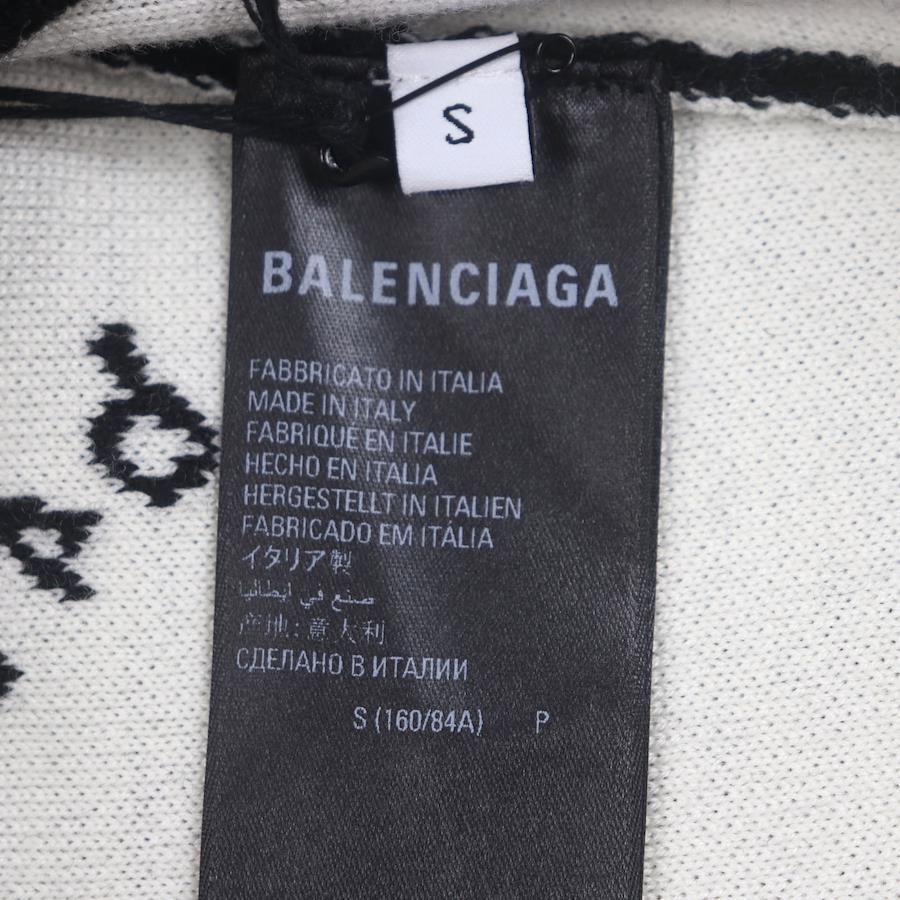 S
BALENCIAGA
FABBRICATO IN ITALIA
MADE IN ITALY
FABRIQUÉ EN ITALIE
HECHO EN ITALIA
HERGESTELLT IN ITALIEN
FABRICADO EM ITÁLIA
イタリア製
صنع في ايطاليا
产地: 意大利
СДЕЛАНО В ИТАЛИИ
S (160/84A) P